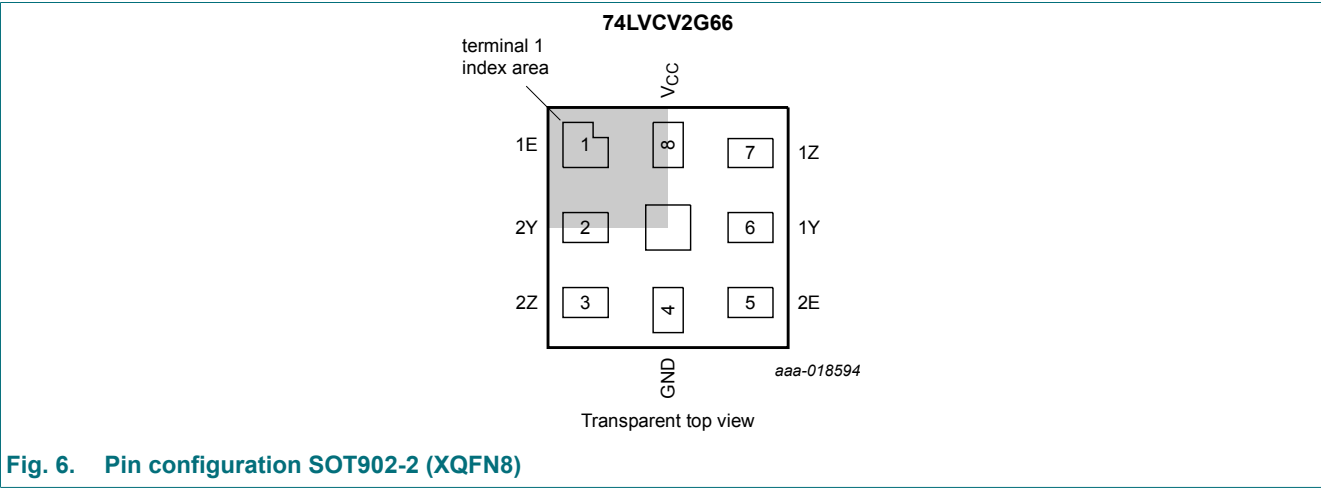 74LVCV2G66
terminal 1
index area
VCC
1E 1 8 7 1Z
2Y 2 6 1Y
2Z 3 4 5 2E
GND
aaa-018594
Transparent top view
Fig. 6. Pin configuration SOT902-2 (XQFN8)